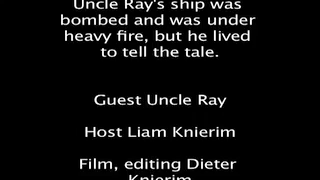 Uncle Ray's ship was
bombed and was under
heavy fire, but he lived
to tell the tale.
Guest Uncle Ray
Host Liam Knierim
Film, editing Dieter
Knierim